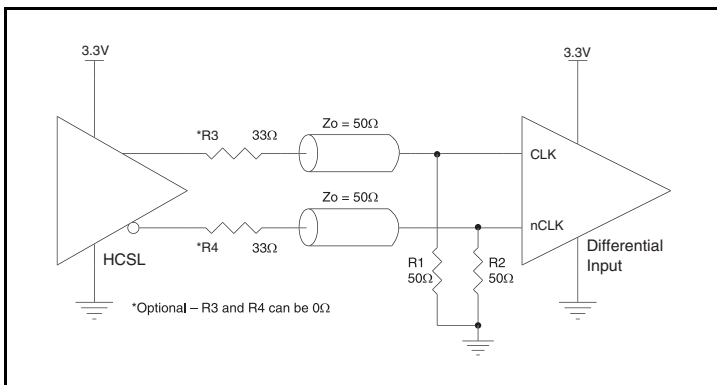 3.3V
3.3V
Zo = 50Ω
*R3
33Ω
CLK
Zo = 50Ω
nCLK
*R4
33Ω
HCSL
Differential
Input
R1
50Ω
R2
50Ω
*Optional – R3 and R4 can be 0Ω